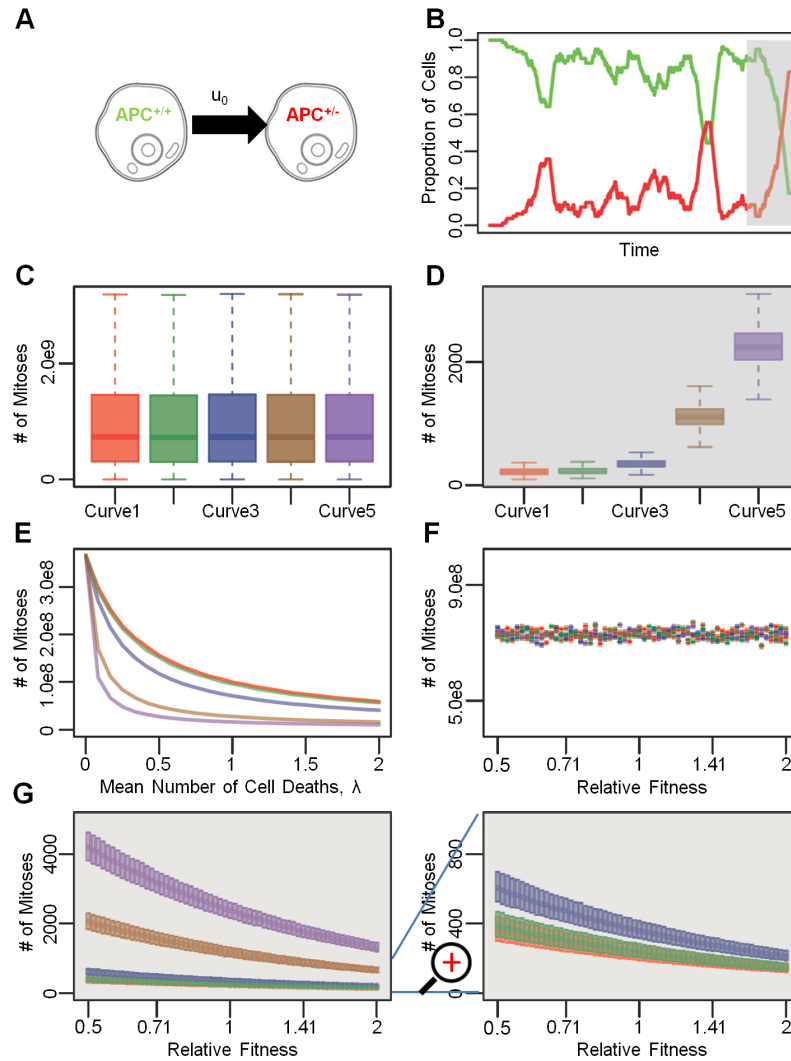 A
APC+/+
u0
APC+/-
B
Proportion of Cells
0.0 0.2 0.4 0.6 0.8 1.0
Time
C
# of Mitoses
0 2.0e9
Curve1 Curve3 Curve5
D
# of Mitoses
0 2000
Curve1 Curve3 Curve5
E
# of Mitoses
0 1.0e8 2.0e8 3.0e8
0 0.5 1 1.5 2
Mean Number of Cell Deaths, λ
F
# of Mitoses
5.0e8 9.0e8
0.5 0.71 1 1.41 2
Relative Fitness
G
# of Mitoses
0 2000 4000
0.5 0.71 1 1.41 2
Relative Fitness
+
# of Mitoses
0 400 800
0.5 0.71 1 1.41 2
Relative Fitness